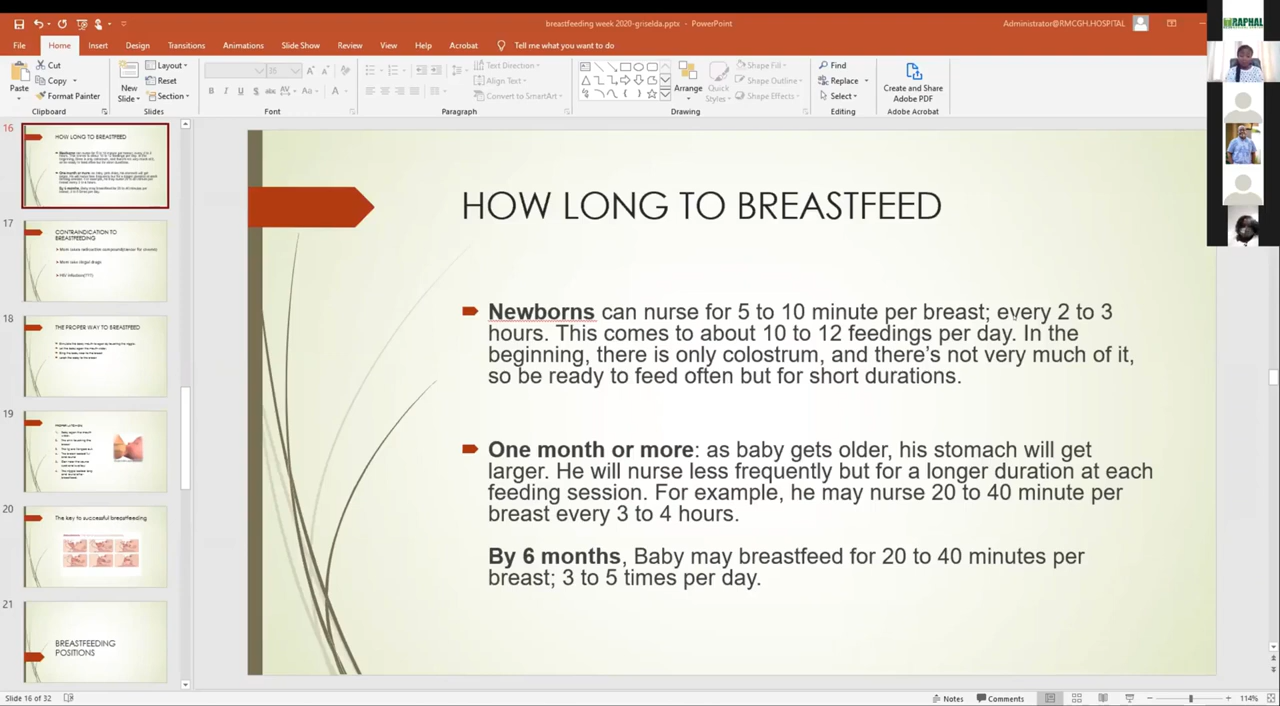 breastfeeding week 2020-griselda.pptx - PowerPoint
Administrator@RMCGH.HOSPITAL
File Home Insert Design Transitions Animations Slide Show Review View Help Acrobat Tell me what you want to do
RAPHAL
Paste
Cut
Copy
Format Painter
Clipboard
New
Slide
Layout
Reset
Section
Slides
36
Font
Text Direction
Align Text
Convert to SmartArt
Paragraph
Arrange
Quick
Styles
Shape Fill
Shape Outline
Shape Effects
Drawing
Find
Replace
Select
Editing
Create and Share
Adobe PDF
Adobe Acrobat
16
HOW LONG TO BREASTFEED
17
CONTRAINDICATION TO
BREASTFEEDING
18
THE PROPER WAY TO BREASTFEED
19
20
The key to successful breastfeeding
21
BREASTFEEDING
POSITIONS
HOW LONG TO BREASTFEED
Newborns can nurse for 5 to 10 minute per breast; every 2 to 3
hours. This comes to about 10 to 12 feedings per day. In the
beginning, there is only colostrum, and there's not very much of it,
so be ready to feed often but for short durations.
One month or more: as baby gets older, his stomach will get
larger. He will nurse less frequently but for a longer duration at each
feeding session. For example, he may nurse 20 to 40 minute per
breast every 3 to 4 hours.
By 6 months, Baby may breastfeed for 20 to 40 minutes per
breast; 3 to 5 times per day.
Slide 16 of 32
Notes
Comments
114%